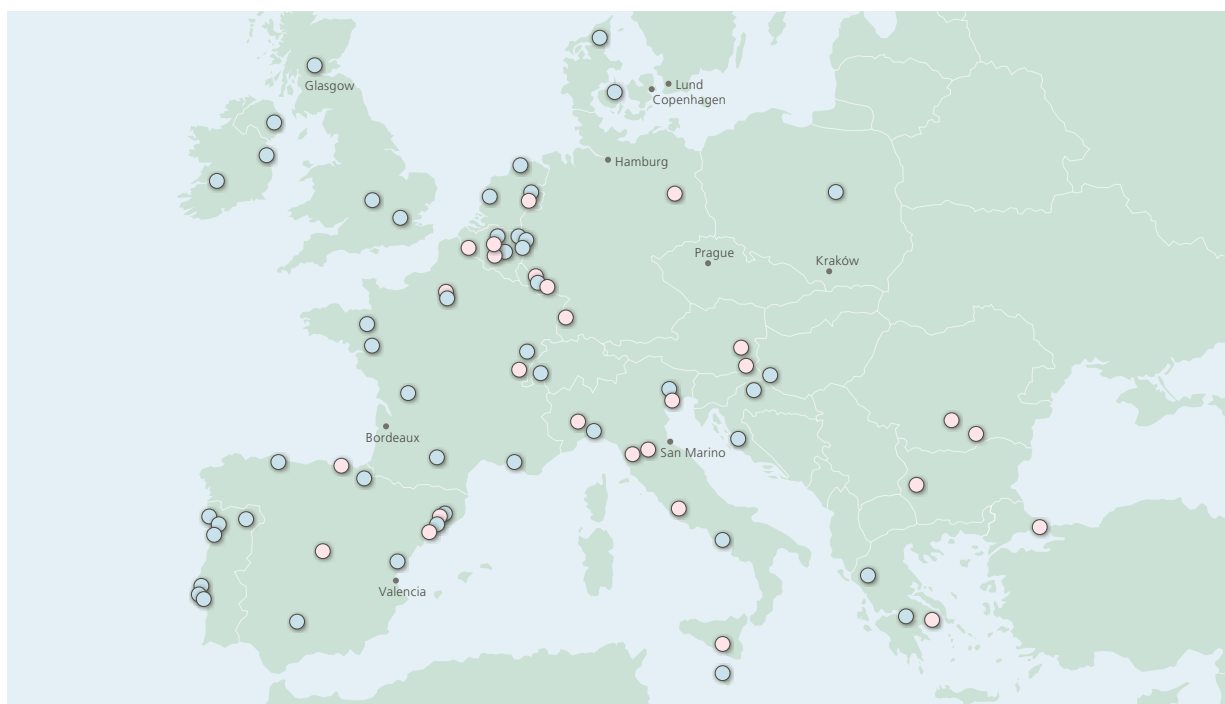 Lund
Glasgow
Copenhagen
Hamburg
Prague
Kraków
Bordeaux
San Marino
Valencia